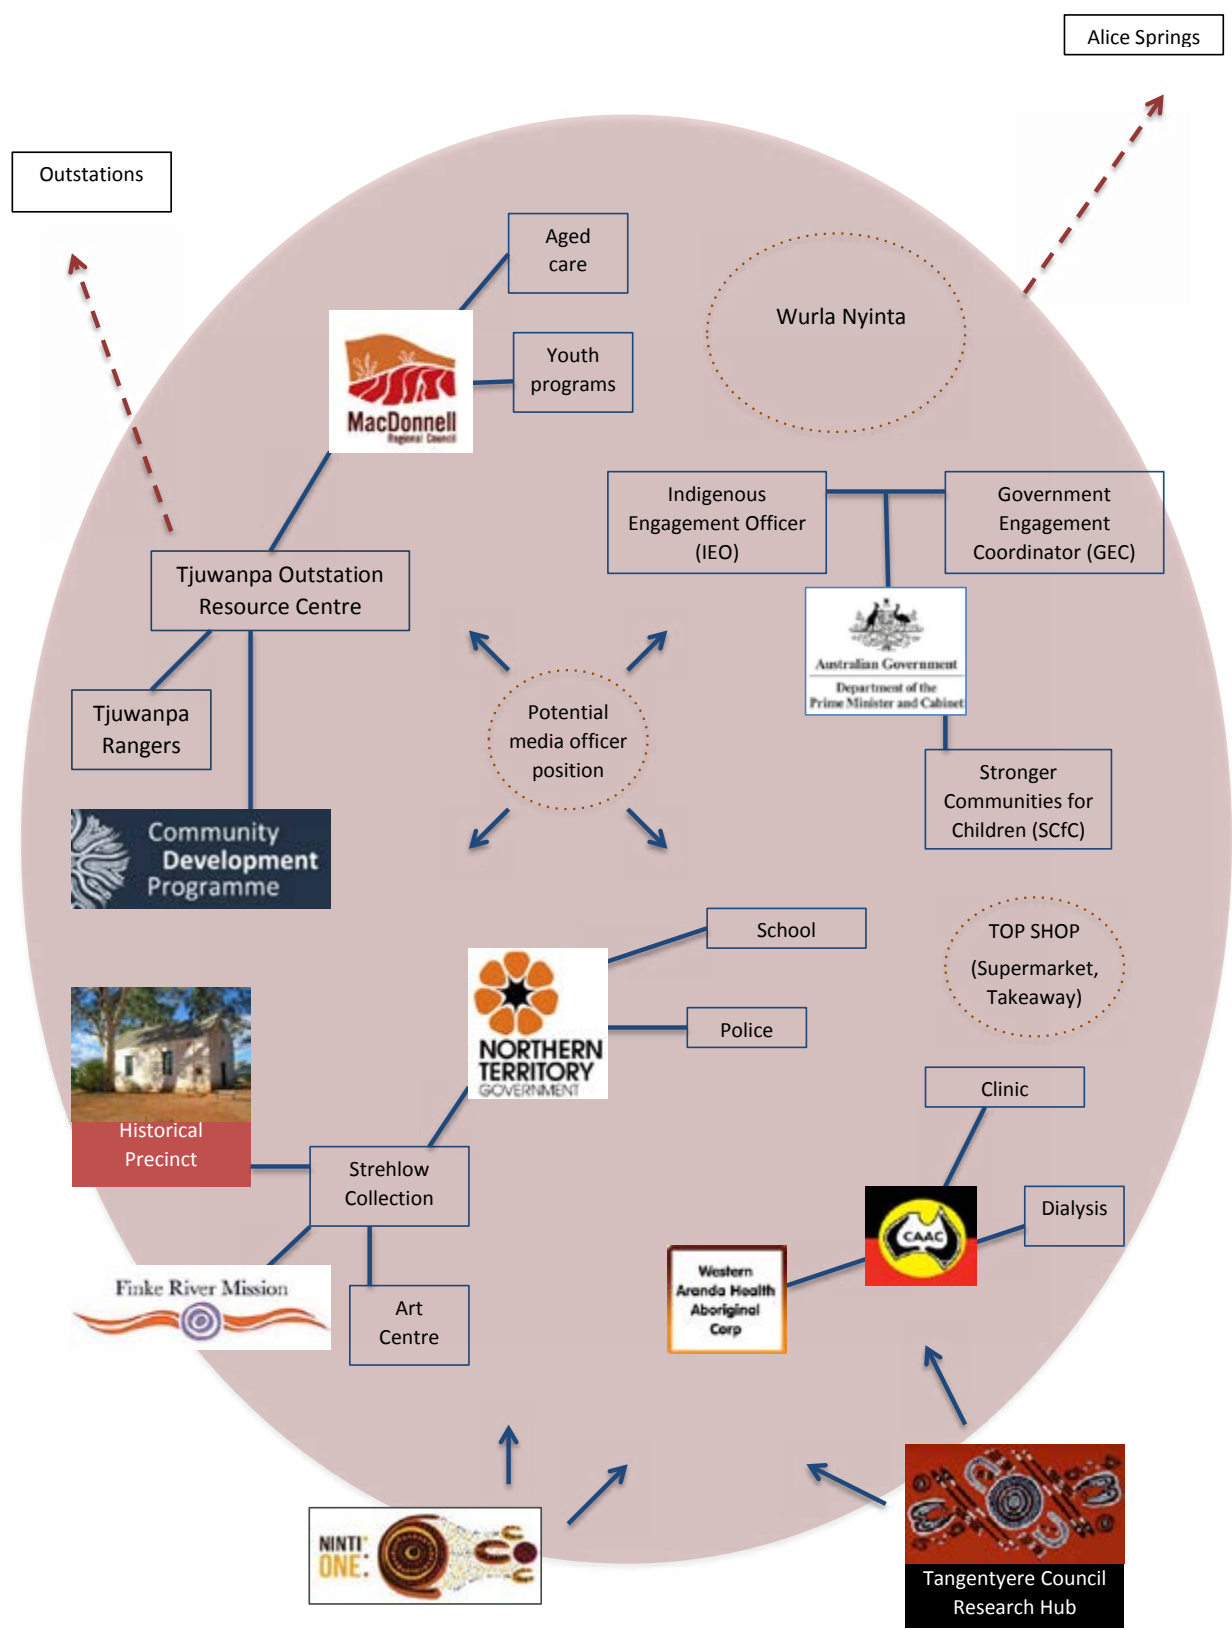 Alice Springs
Outstations
Aged
care
Wurla Nyinta
Youth
programs
MacDonnell
Regional Council
Indigenous
Engagement Officer
(IEO)
Government
Engagement
Coordinator (GEC)
Tjuwanpa Outstation
Resource Centre
Australian Government
Department of the
Prime Minister and Cabinet
Tjuwanpa
Rangers
Potential
media officer
position
Stronger
Communities for
Children (SCfC)
Community
Development
Programme
School
TOP SHOP
(Supermarket,
Takeaway)
Police
NORTHERN
TERRITORY
GOVERNMENT
Clinic
Historical
Precinct
Strehlow
Collection
Dialysis
CAAC
Western
Aranda Health
Aboriginal
Corp
Finke River Mission
Art
Centre
NINTI
ONE:
Tangentyere Council
Research Hub